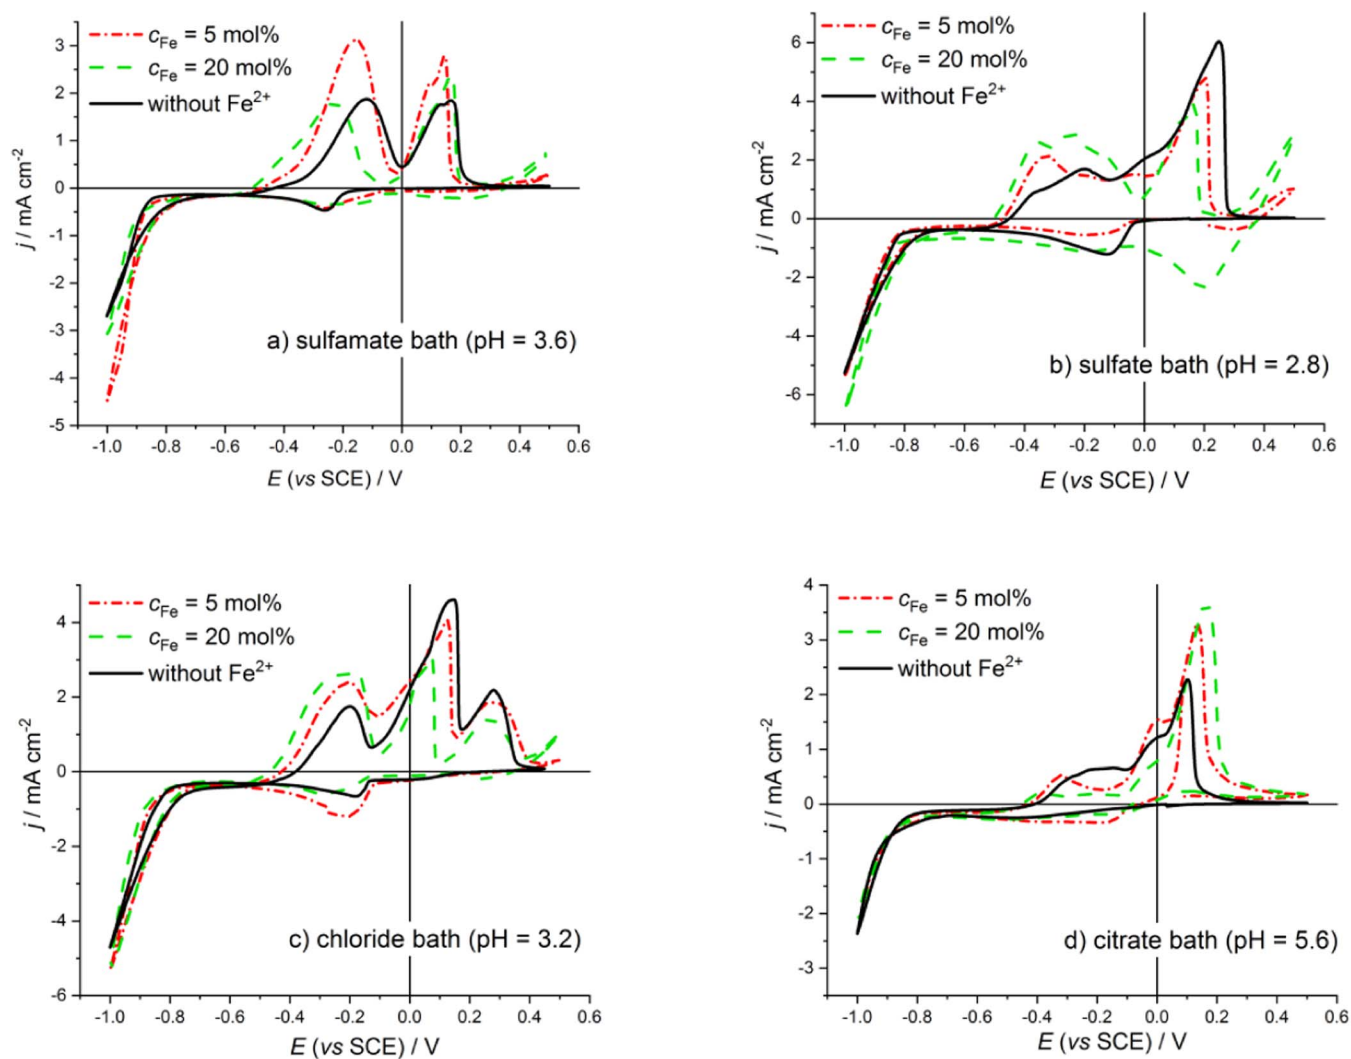 c_Fe = 5 mol%
c_Fe = 20 mol%
without Fe²⁺
3
2
1
0
-1
-2
-3
-4
-5
j / mA cm⁻²
a) sulfamate bath (pH = 3.6)
-1.0 -0.8 -0.6 -0.4 -0.2 0.0 0.2 0.4 0.6
E (vs SCE) / V
c_Fe = 5 mol%
c_Fe = 20 mol%
without Fe²⁺
6
4
2
0
-2
-4
-6
j / mA cm⁻²
b) sulfate bath (pH = 2.8)
-1.0 -0.8 -0.6 -0.4 -0.2 0.0 0.2 0.4 0.6
E (vs SCE) / V
c_Fe = 5 mol%
c_Fe = 20 mol%
without Fe²⁺
4
2
0
-2
-4
-6
j / mA cm⁻²
c) chloride bath (pH = 3.2)
-1.0 -0.8 -0.6 -0.4 -0.2 0.0 0.2 0.4 0.6
E (vs SCE) / V
c_Fe = 5 mol%
c_Fe = 20 mol%
without Fe²⁺
4
3
2
1
0
-1
-2
-3
j / mA cm⁻²
d) citrate bath (pH = 5.6)
-1.0 -0.8 -0.6 -0.4 -0.2 0.0 0.2 0.4 0.6
E (vs SCE) / V